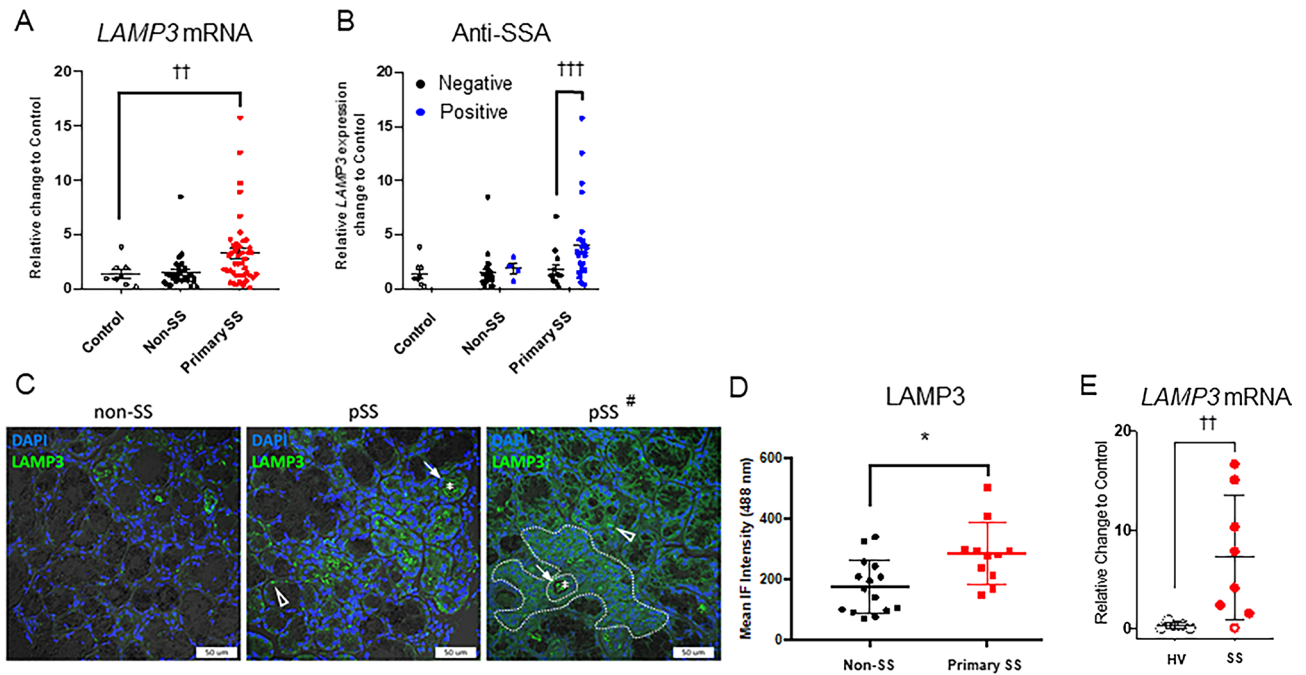 A
LAMP3 mRNA
Relative change to Control
20
15
10
5
0
††
Control
Non-SS
Primary SS
B
Anti-SSA
Relative LAMP3 expression
change to Control
20
15
10
5
0
Negative
Positive
†††
Control
Non-SS
Primary SS
C
non-SS
DAPI
LAMP3
50 um
pSS
DAPI
LAMP3
*
50 um
pSS #
DAPI
LAMP3
*
50 um
D
LAMP3
Mean IF Intensity (488 nm)
600
400
200
0
*
Non-SS
Primary SS
E
LAMP3 mRNA
Relative Change to Control
20
10
0
††
HV
SS